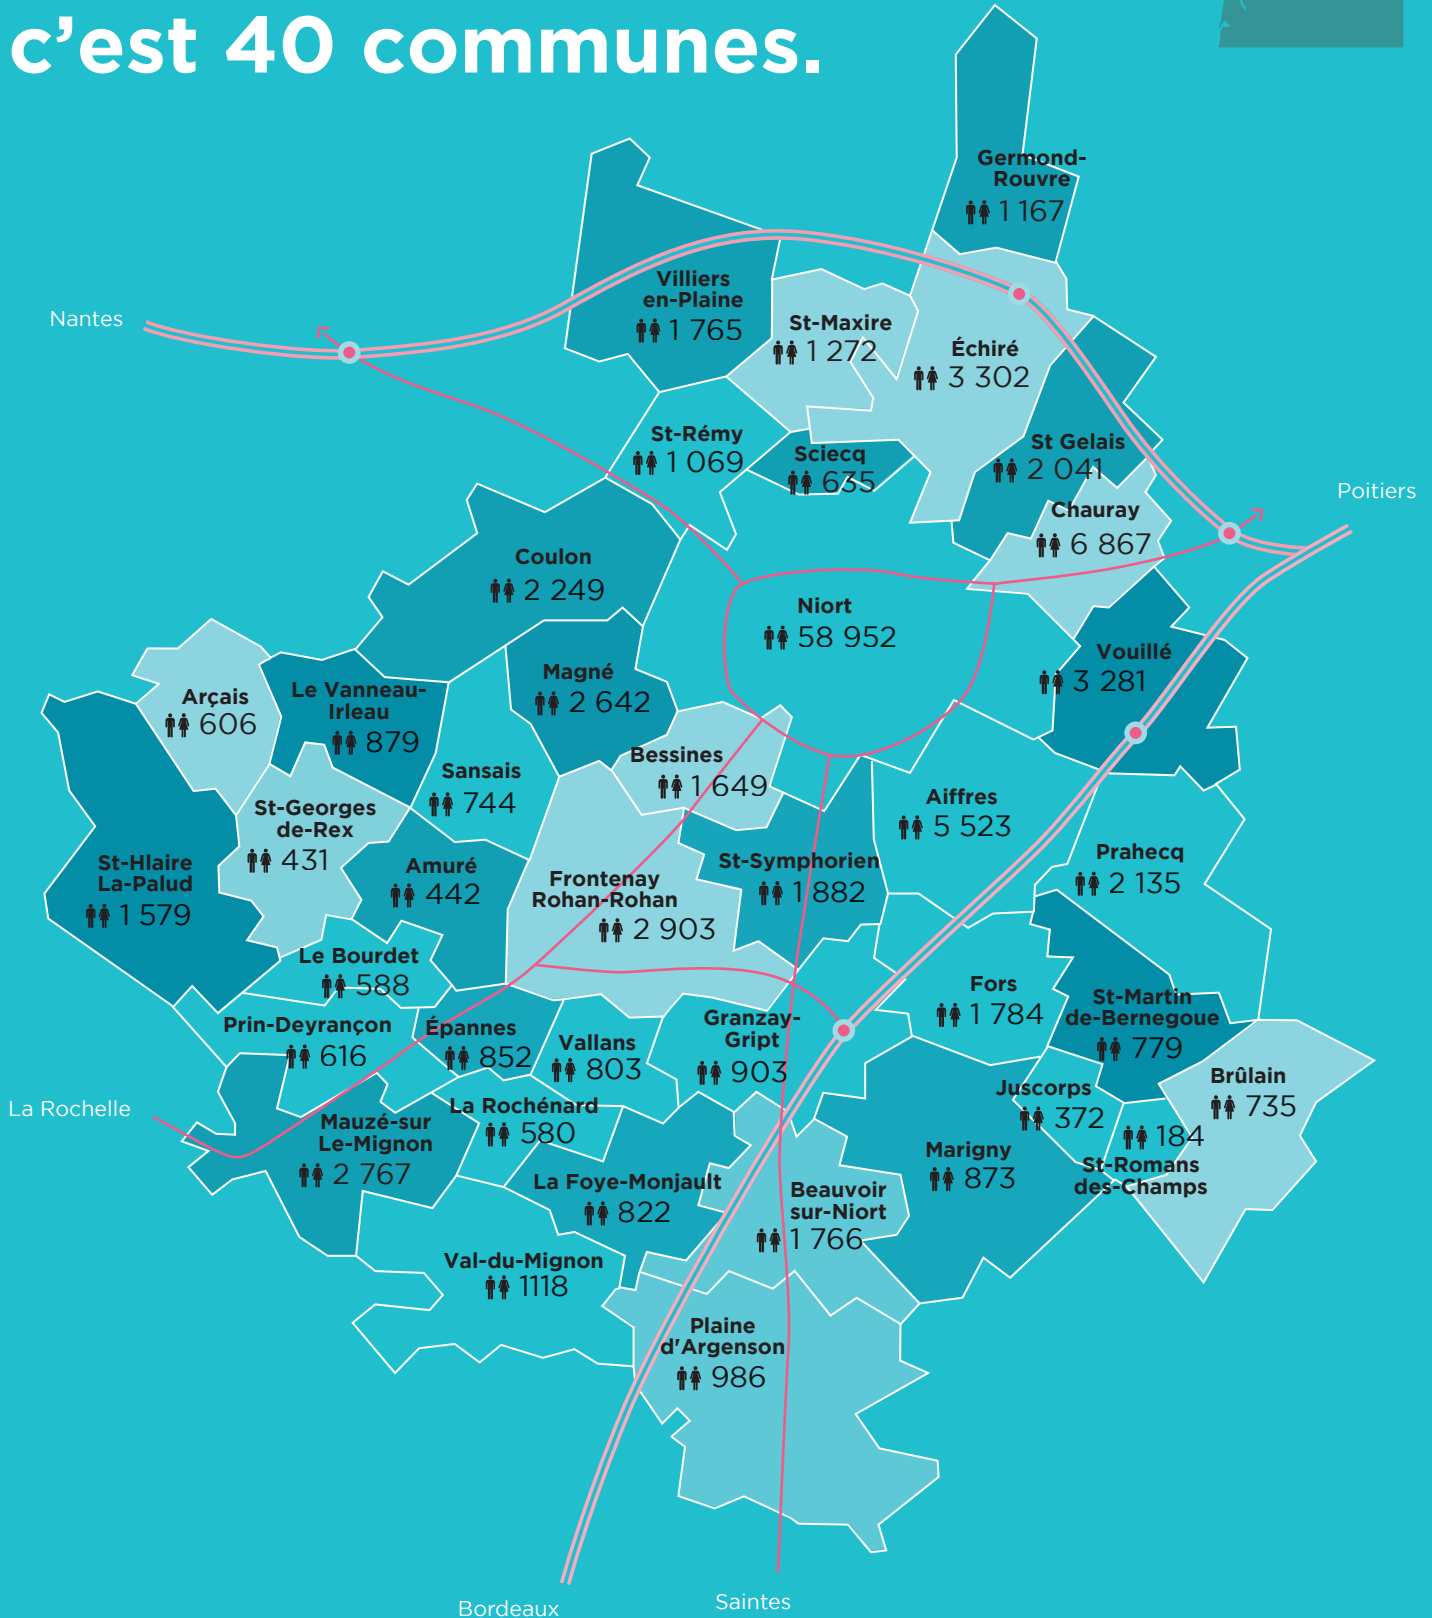 c’est 40 communes.
Germond-
Rouvre
1 167
Villiers
en-Plaine
1 765
Nantes
St-Maxire
1 272
Échiré
3 302
St-Rémy
1 069
Sciecq
635
St Gelais
2 041
Poitiers
Chauray
6 867
Coulon
2 249
Niort
58 952
Vouillé
3 281
Magné
2 642
Arçais
606
Le Vanneau-
Irleau
879
Bessines
1 649
Sansais
744
Aiffres
5 523
St-Georges
de-Rex
431
St-Hlaire
La-Palud
1 579
Amuré
442
Frontenay
Rohan-Rohan
2 903
St-Symphorien
1 882
Prahecq
2 135
Le Bourdet
588
Fors
1 784
St-Martin
de-Bernegoue
779
Prin-Deyrançon
616
Épannes
852
Vallans
803
Granzay-
Gript
903
Juscorps
372
Brûlain
735
La Rochelle
Mauzé-sur
Le-Mignon
2 767
La Rochénard
580
184
St-Romans
des-Champs
Marigny
873
La Foye-Monjault
822
Beauvoir
sur-Niort
1 766
Val-du-Mignon
1118
Plaine
d'Argenson
986
Bordeaux
Saintes